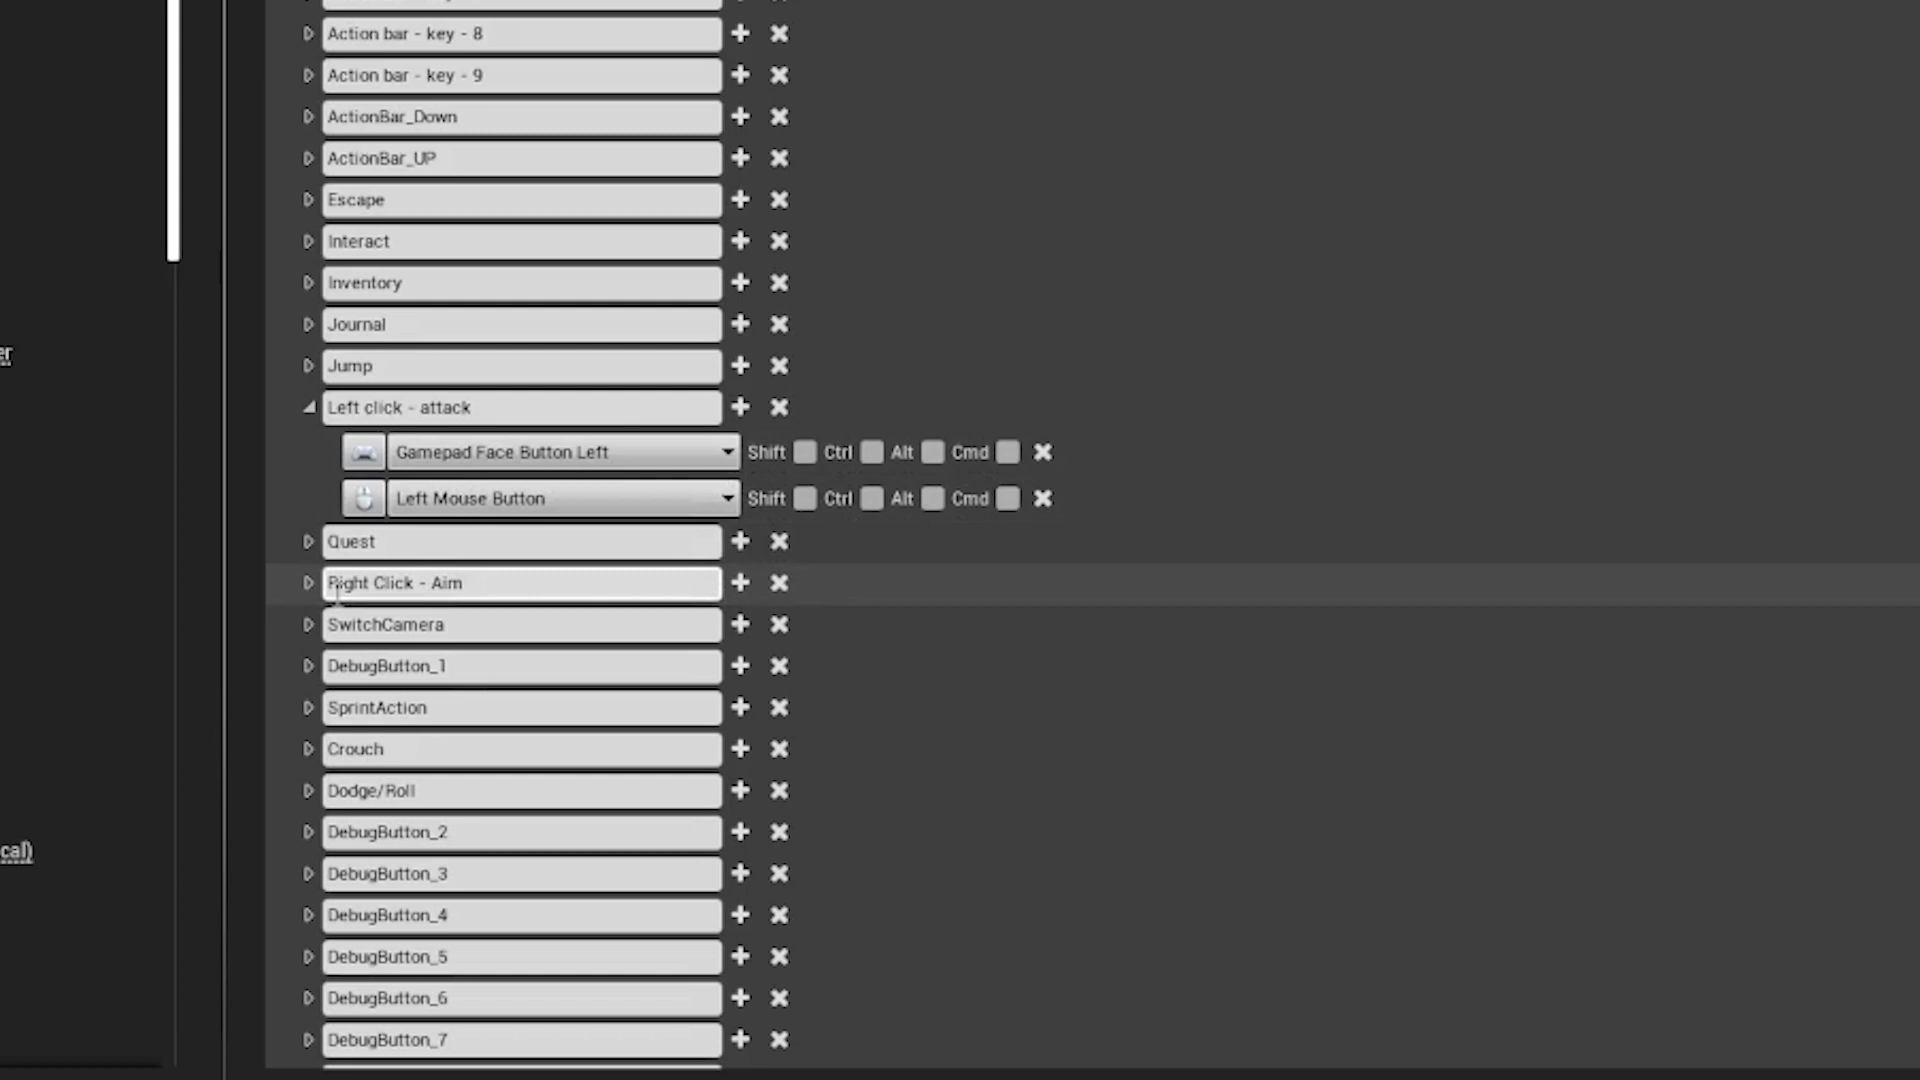 Action bar - key - 8
Action bar - key - 9
ActionBar_Down
ActionBar_UP
Escape
Interact
Inventory
er
Journal
Jump
Left click - attack
Gamepad Face Button Left Shift Ctrl Alt Cmd
Left Mouse Button Shift Ctrl Alt Cmd
Quest
Right Click - Aim
SwitchCamera
DebugButton_1
SprintAction
Crouch
Dodge/Roll
DebugButton_2
cal)
DebugButton_3
DebugButton_4
DebugButton_5
DebugButton_6
DebugButton_7